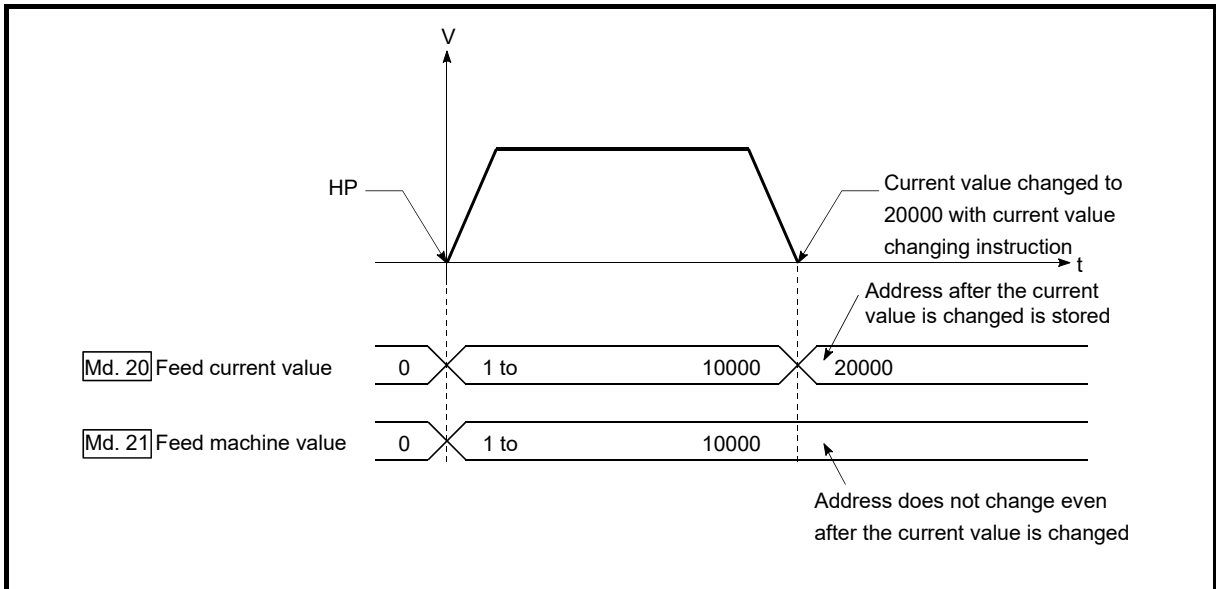 V
HP
Current value changed to
20000 with current value
changing instruction
t
Address after the current
value is changed is stored
Md. 20 Feed current value 0 1 to 10000 20000
Md. 21 Feed machine value 0 1 to 10000
Address does not change even
after the current value is changed